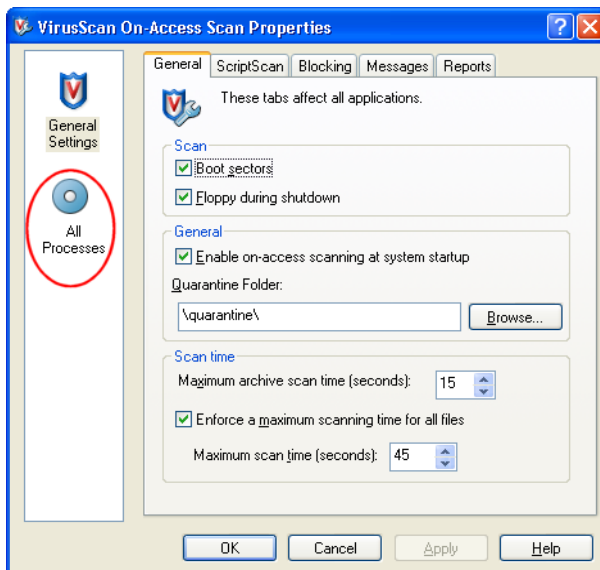 VirusScan On-Access Scan Properties
General
Settings
All
Processes
General
ScriptScan
Blocking
Messages
Reports
These tabs affect all applications.
Scan
Boot sectors
Floppy during shutdown
General
Enable on-access scanning at system startup
Quarantine Folder:
\quarantine\
Browse...
Scan time
Maximum archive scan time (seconds):
15
Enforce a maximum scanning time for all files
Maximum scan time (seconds):
45
OK
Cancel
Apply
Help